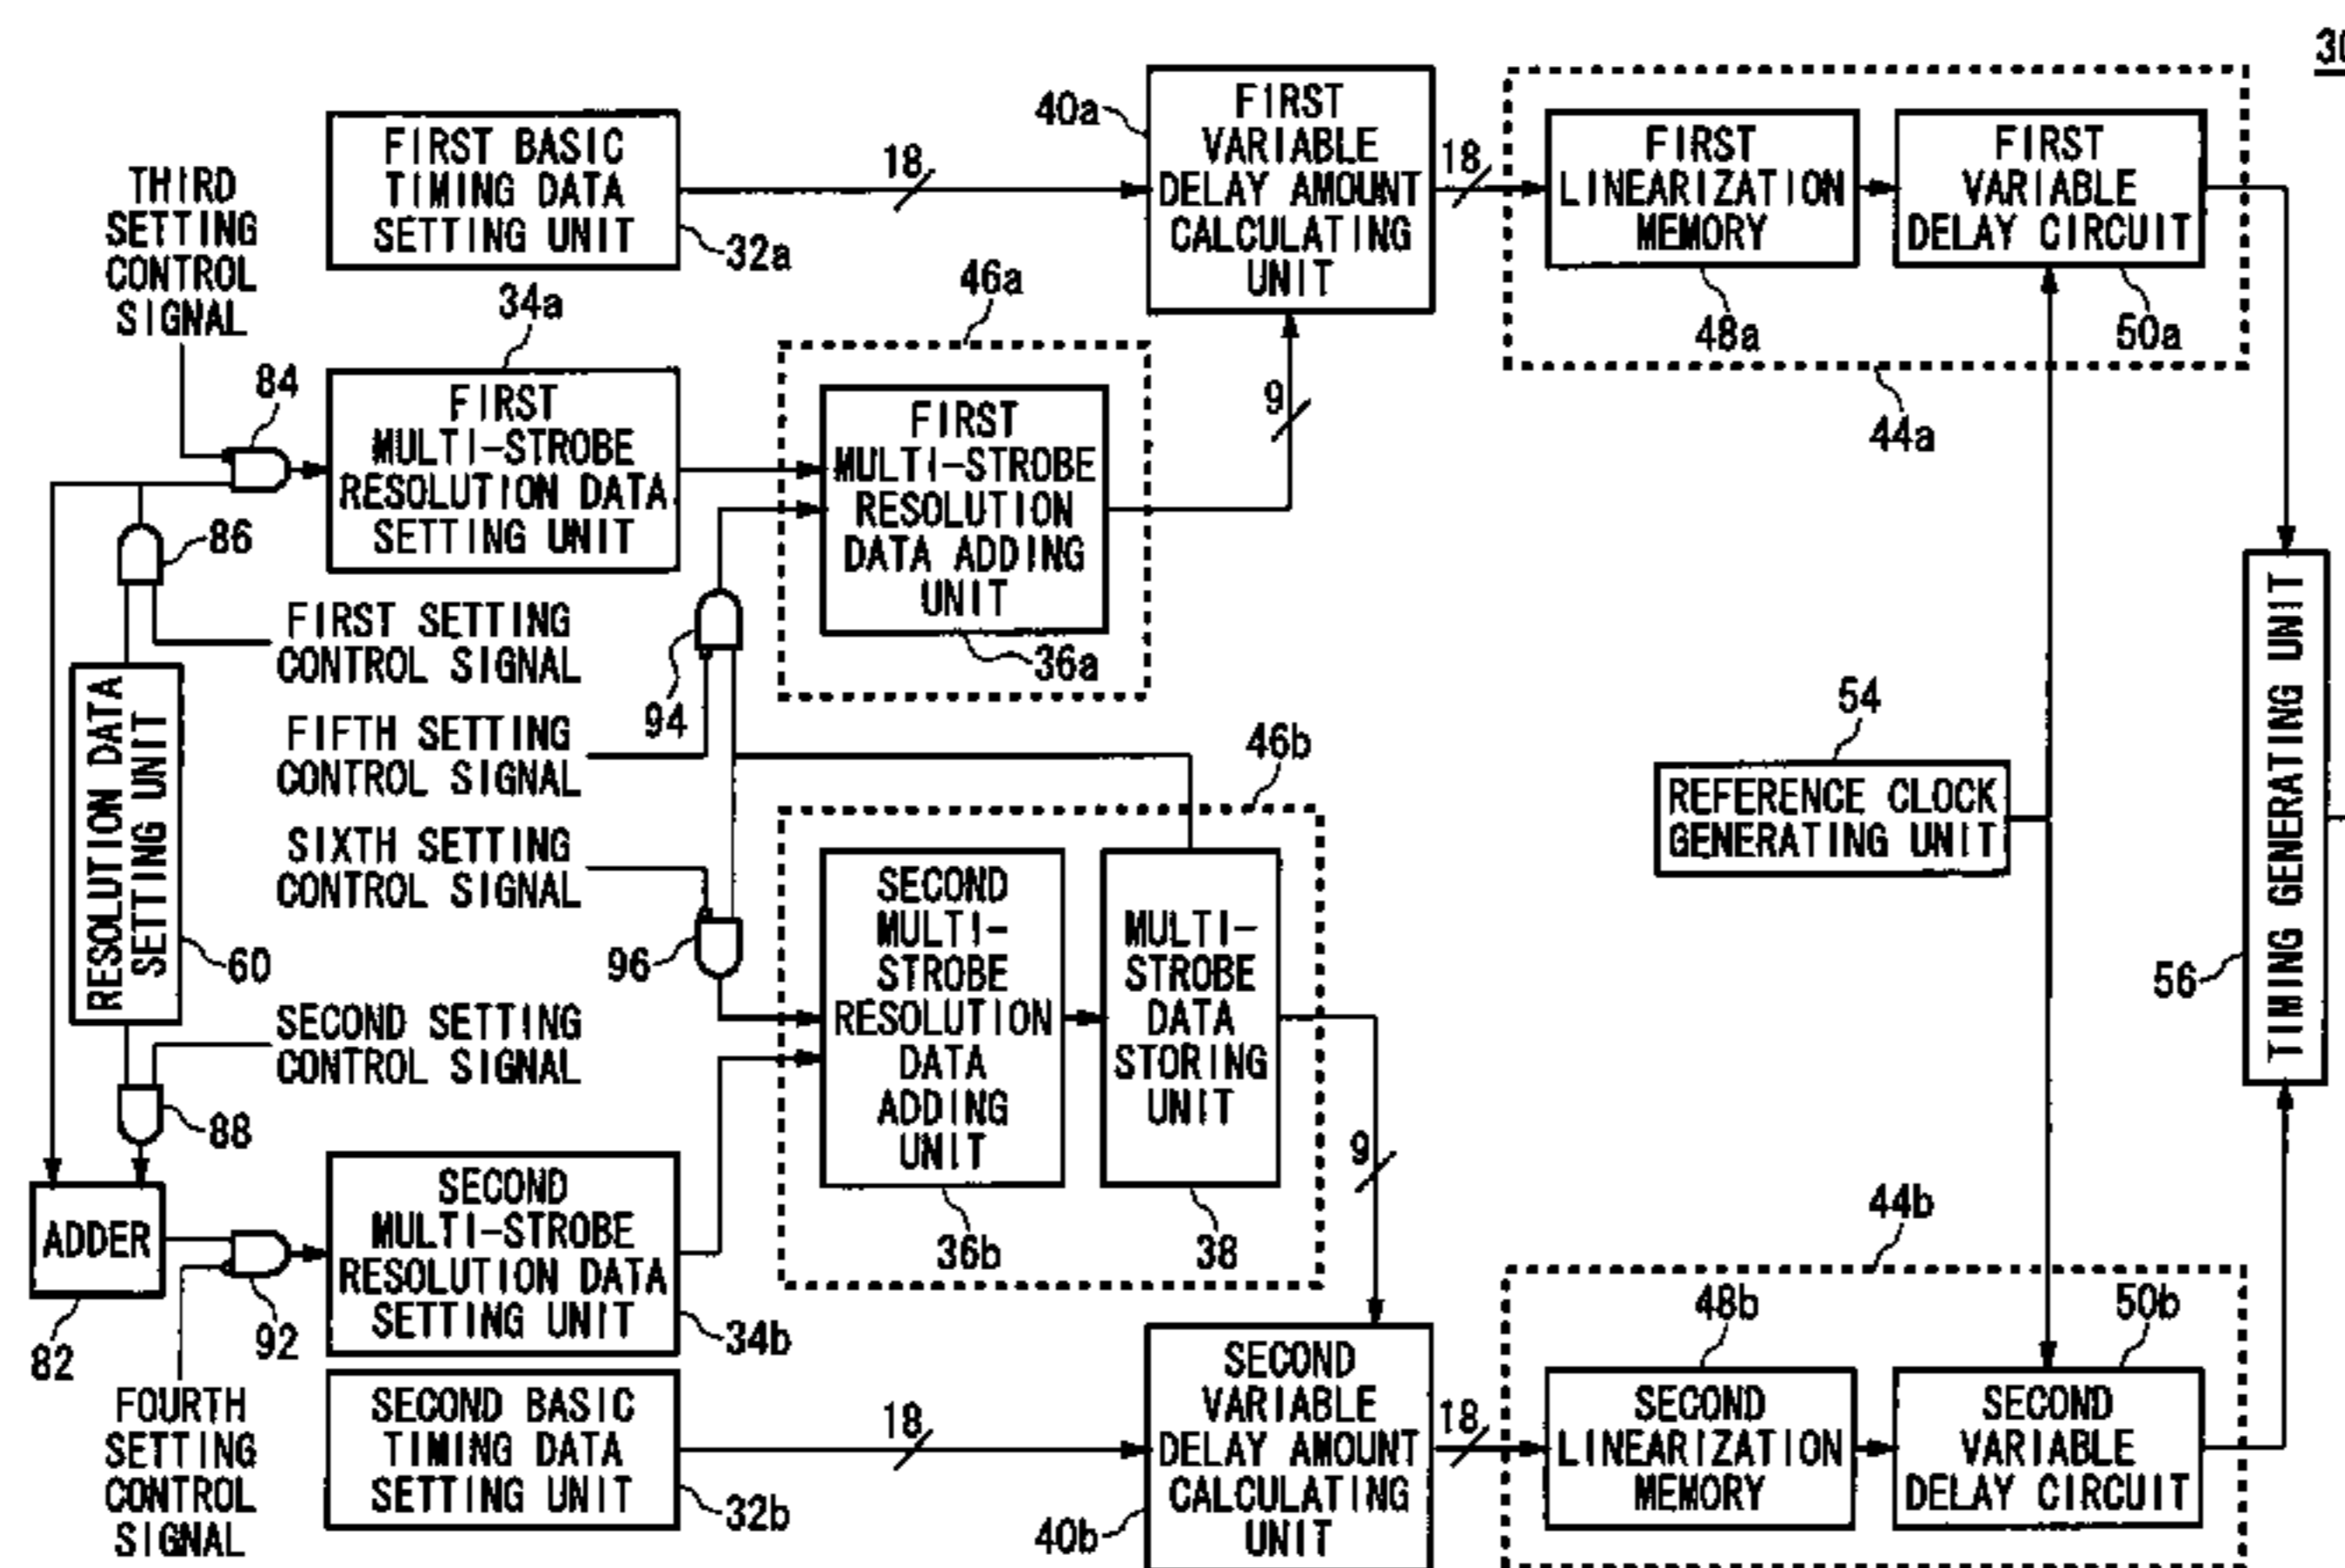 30
FIRST BASIC
TIMING DATA
SETTING UNIT
32a
18
40a
FIRST
VARIABLE
DELAY AMOUNT
CALCULATING
UNIT
18
FIRST
LINEARIZATION
MEMORY
48a
FIRST
VARIABLE
DELAY CIRCUIT
50a
44a
THIRD
SETTING
CONTROL
SIGNAL
84
34a
FIRST
MULTI-STROBE
RESOLUTION DATA
SETTING UNIT
46a
FIRST
MULTI-STROBE
RESOLUTION
DATA ADDING
UNIT
36a
9
86
FIRST SETTING
CONTROL SIGNAL
94
FIFTH SETTING
CONTROL SIGNAL
SIXTH SETTING
CONTROL SIGNAL
96
RESOLUTION DATA
SETTING UNIT
60
SECOND SETTING
CONTROL SIGNAL
88
46b
SECOND
MULTI-
STROBE
RESOLUTION
DATA
ADDING
UNIT
36b
MULTI-
STROBE
DATA
STORING
UNIT
38
9
54
REFERENCE CLOCK
GENERATING UNIT
TIMING GENERATING UNIT
56
ADDER
82
92
FOURTH
SETTING
CONTROL
SIGNAL
SECOND
MULTI-STROBE
RESOLUTION DATA
SETTING UNIT
34b
SECOND BASIC
TIMING DATA
SETTING UNIT
32b
18
40b
SECOND
VARIABLE
DELAY AMOUNT
CALCULATING
UNIT
18
44b
48b
SECOND
LINEARIZATION
MEMORY
50b
SECOND
VARIABLE
DELAY CIRCUIT